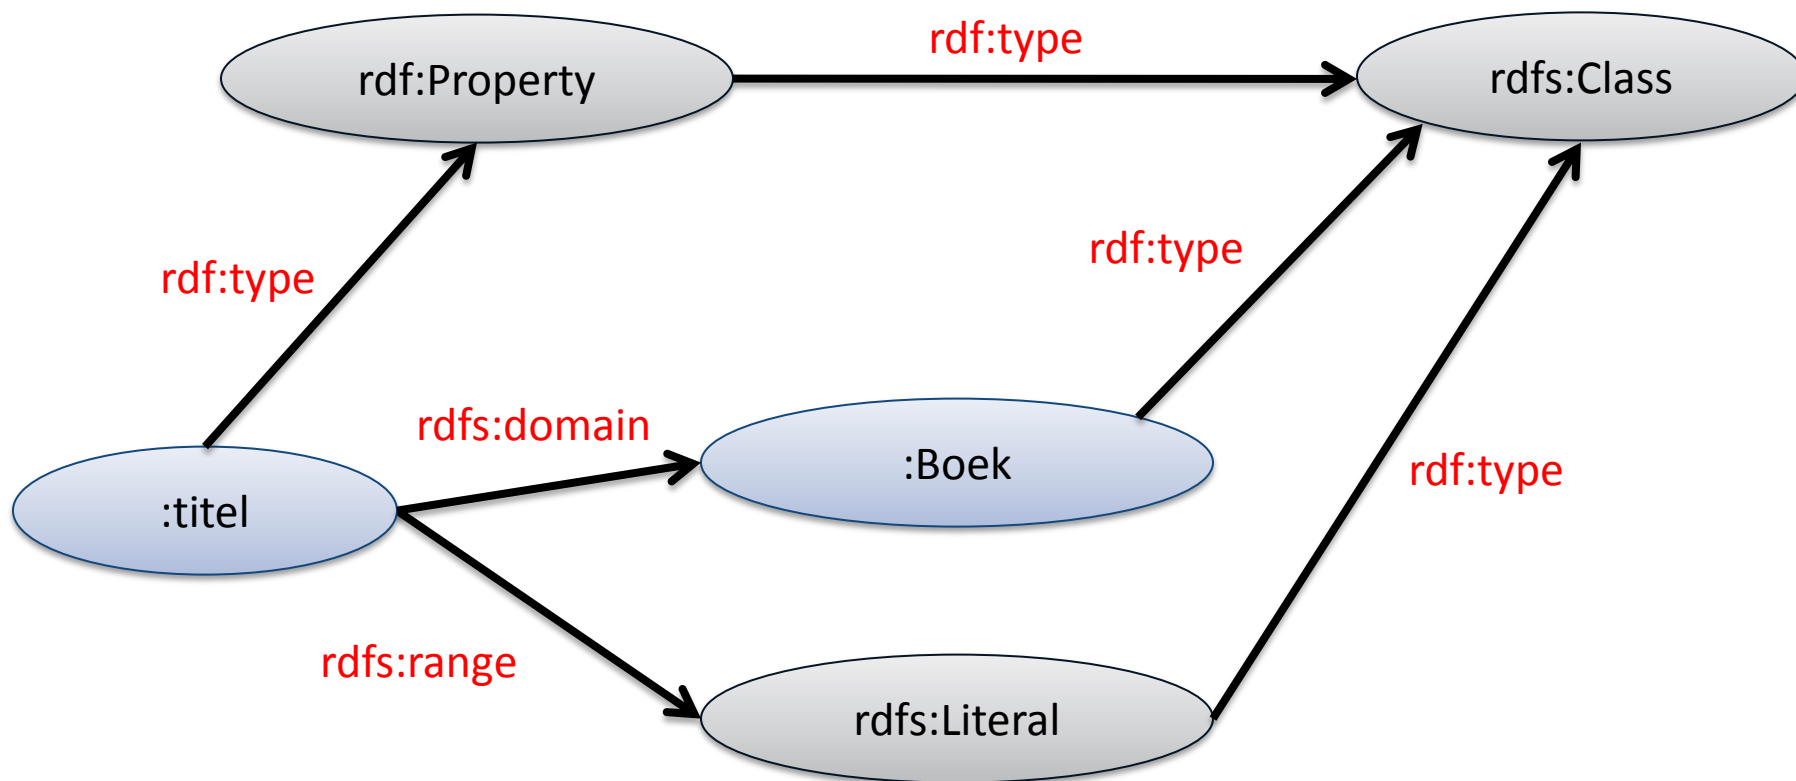 rdf:type
rdf:Property
rdfs:Class
rdf:type
rdf:type
rdfs:domain
:Boek
rdf:type
:titel
rdfs:range
rdfs:Literal